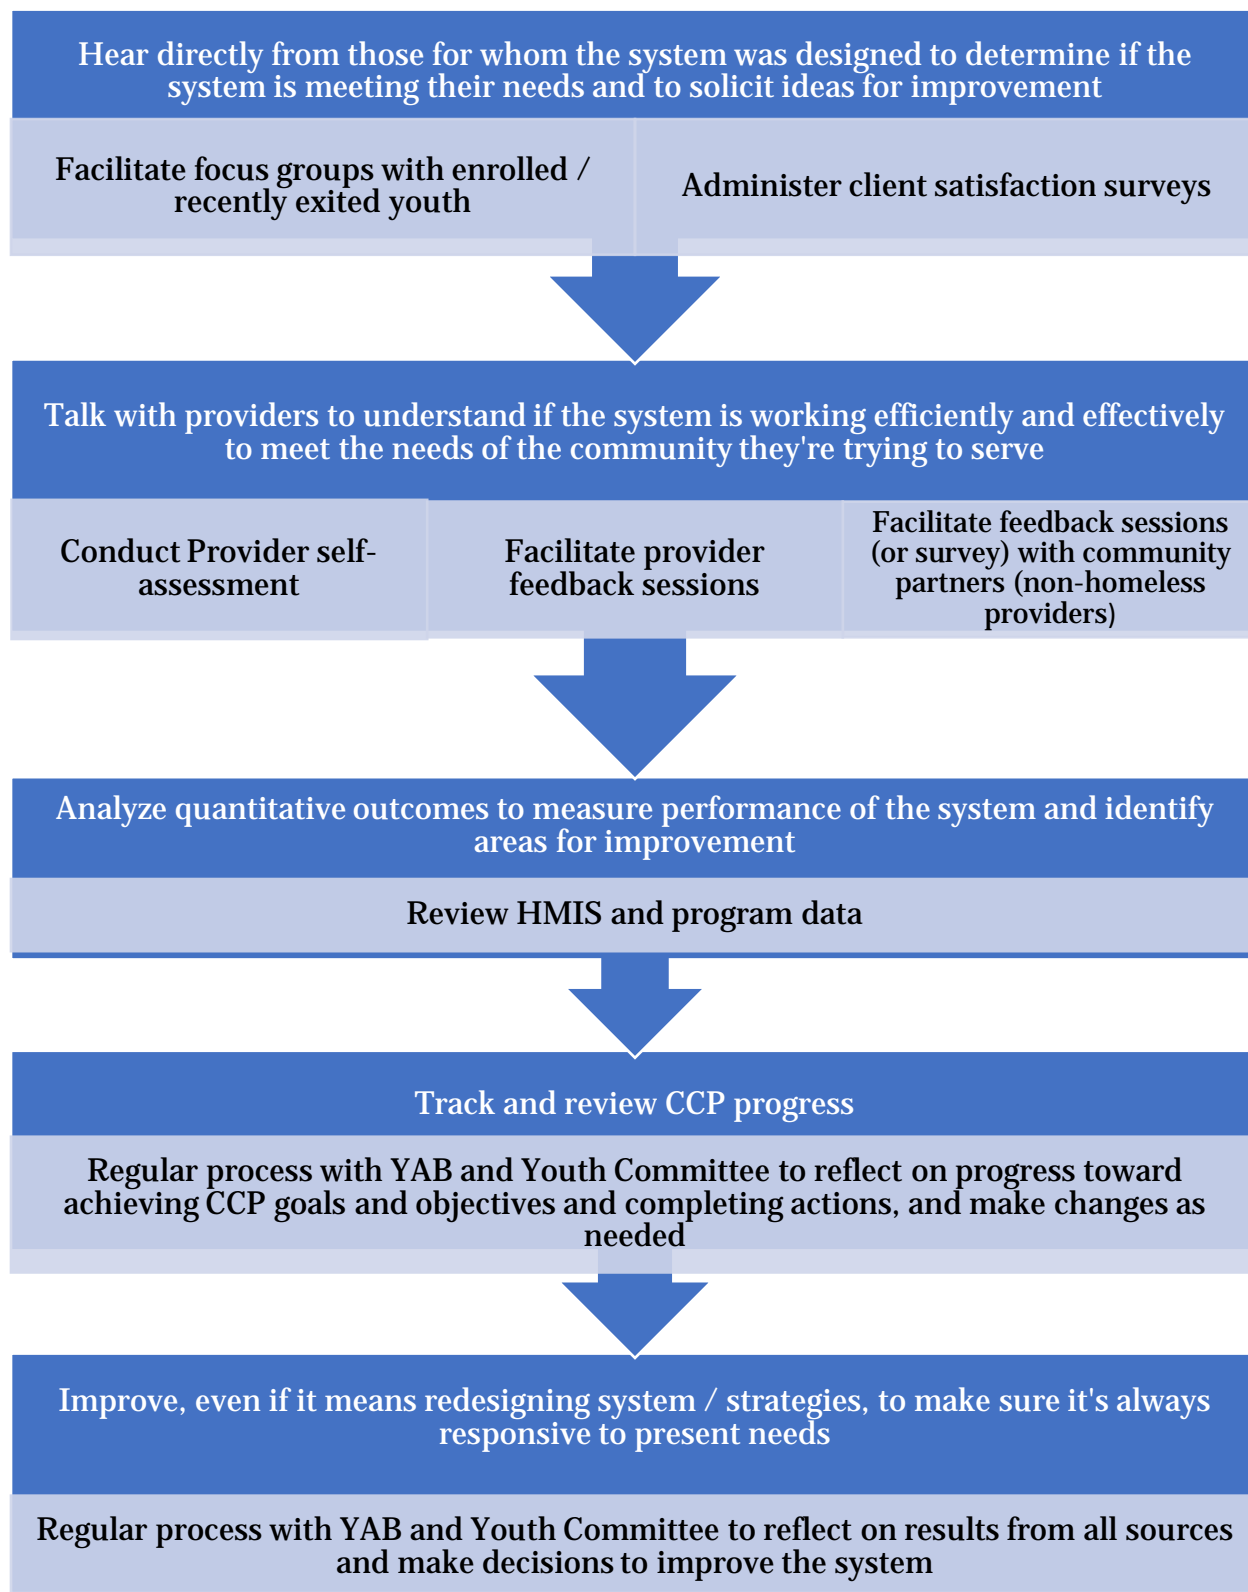 Hear directly from those for whom the system was designed to determine if the
system is meeting their needs and to solicit ideas for improvement
Facilitate focus groups with enrolled /
recently exited youth
Administer client satisfaction surveys
Talk with providers to understand if the system is working efficiently and effectively
to meet the needs of the community they're trying to serve
Conduct Provider self-
assessment
Facilitate provider
feedback sessions
Facilitate feedback sessions
(or survey) with community
partners (non-homeless
providers)
Analyze quantitative outcomes to measure performance of the system and identify
areas for improvement
Review HMIS and program data
Track and review CCP progress
Regular process with YAB and Youth Committee to reflect on progress toward
achieving CCP goals and objectives and completing actions, and make changes as
needed
Improve, even if it means redesigning system / strategies, to make sure it's always
responsive to present needs
Regular process with YAB and Youth Committee to reflect on results from all sources
and make decisions to improve the system